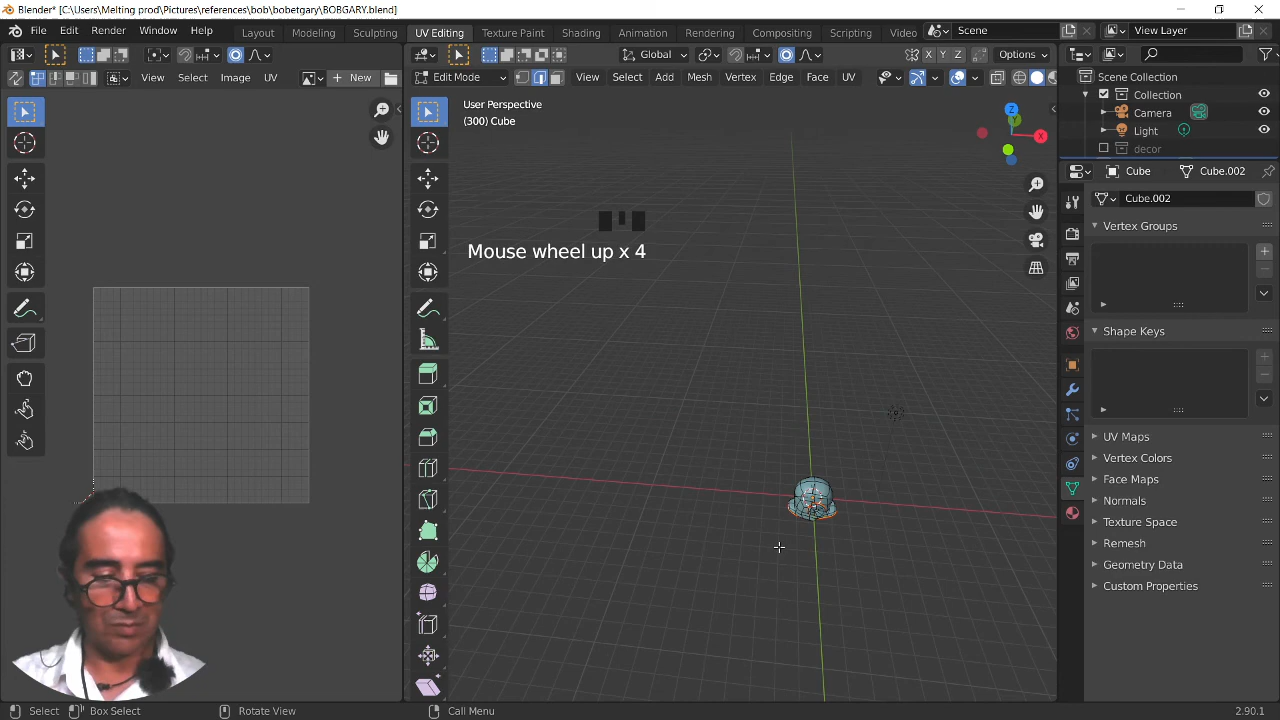 Blender* [C:\Users\Melting prod\Pictures\references\bob\bobetgary\BOBGARY.blend]
File Edit Render Window Help
Layout Modeling Sculpting UV Editing Texture Paint Shading Animation Rendering Compositing Scripting Video
Scene
View Layer
Global
Options
View Select Image UV
New
Edit Mode
View Select Add Mesh Vertex Edge Face UV
X Y Z
User Perspective
(300) Cube
Mouse wheel up x 4
Z
Y
X
Scene Collection
Collection
Camera
Light
decor
Cube
Cube.002
Cube.002
Vertex Groups
Shape Keys
UV Maps
Vertex Colors
Face Maps
Normals
Texture Space
Remesh
Geometry Data
Custom Properties
Select
Box Select
Rotate View
Call Menu
2.90.1